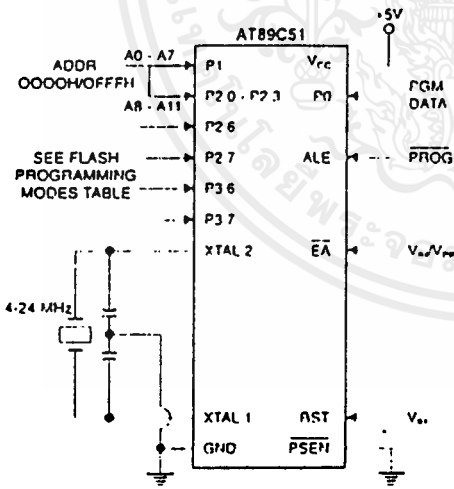 +5V
AT89C51
A0 - A7
ADDR
0000H/0FFFH
A8 - A11
P1
VCC
P2.0 - P2.3
P0
PGM
DATA
P2.6
P2.7
ALE
PROG
SEE FLASH
PROGRAMMING
MODES TABLE
P3.6
P3.7
XTAL 2
EA
4-24 MHz
XTAL 1
RST
GND
PSEN